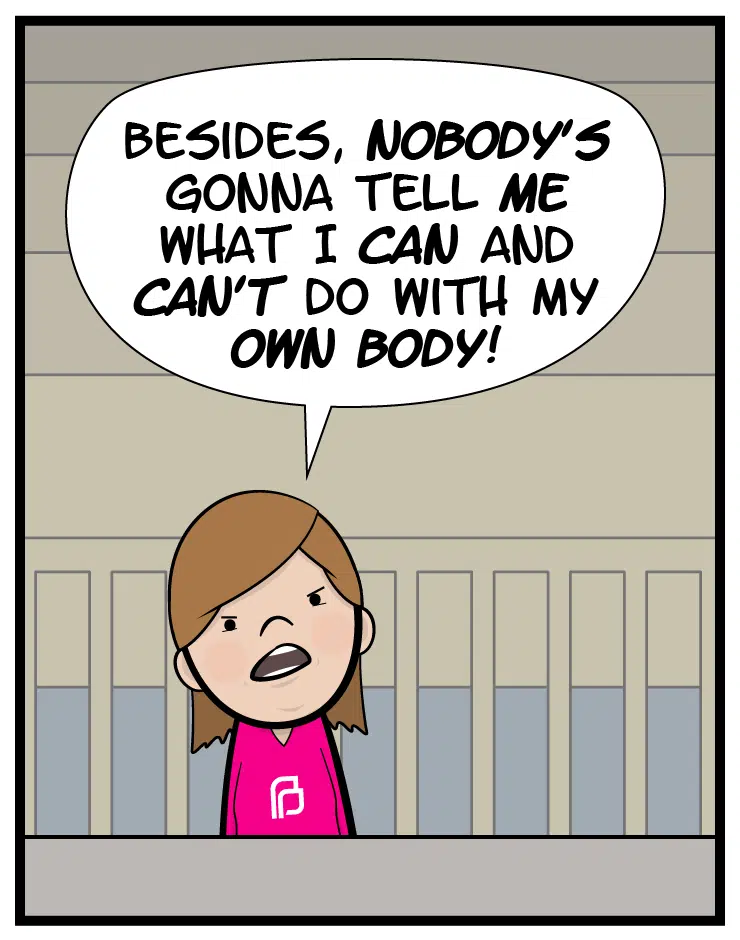 BESIDES, NOBODY'S
GONNA TELL ME
WHAT I CAN AND
CAN'T DO WITH MY
OWN BODY!